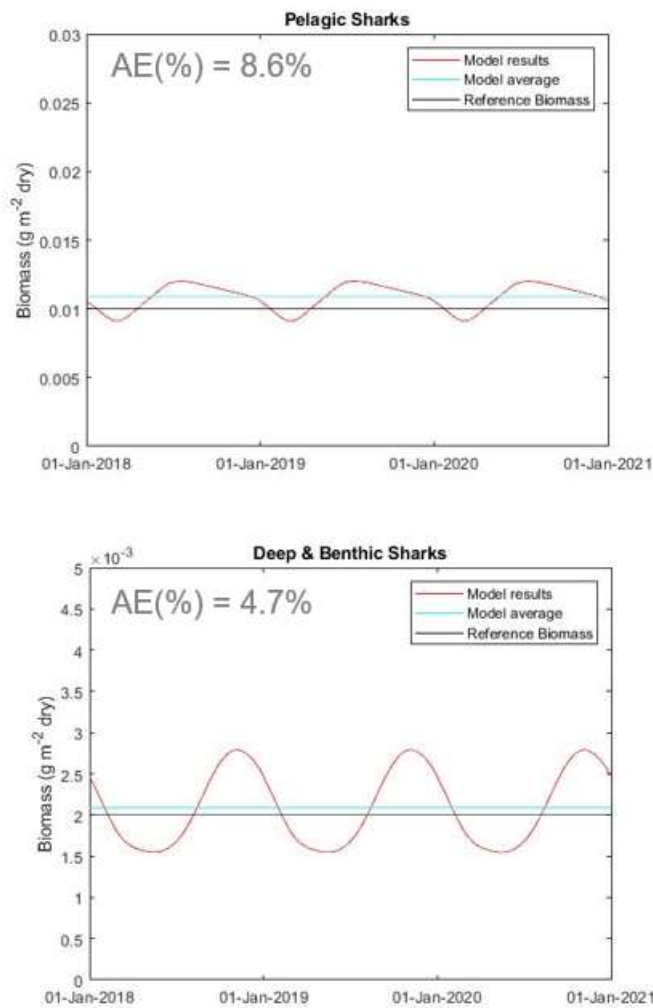 Pelagic Sharks
AE(%) = 8.6%
Model results
Model average
Reference Biomass
Biomass (g m⁻² dry)
0.03
0.025
0.02
0.015
0.01
0.005
0
01-Jan-2018 01-Jan-2019 01-Jan-2020 01-Jan-2021
Deep & Benthic Sharks
× 10⁻³
AE(%) = 4.7%
Model results
Model average
Reference Biomass
Biomass (g m⁻² dry)
5
4.5
4
3.5
3
2.5
2
1.5
1
0.5
0
01-Jan-2018 01-Jan-2019 01-Jan-2020 01-Jan-2021